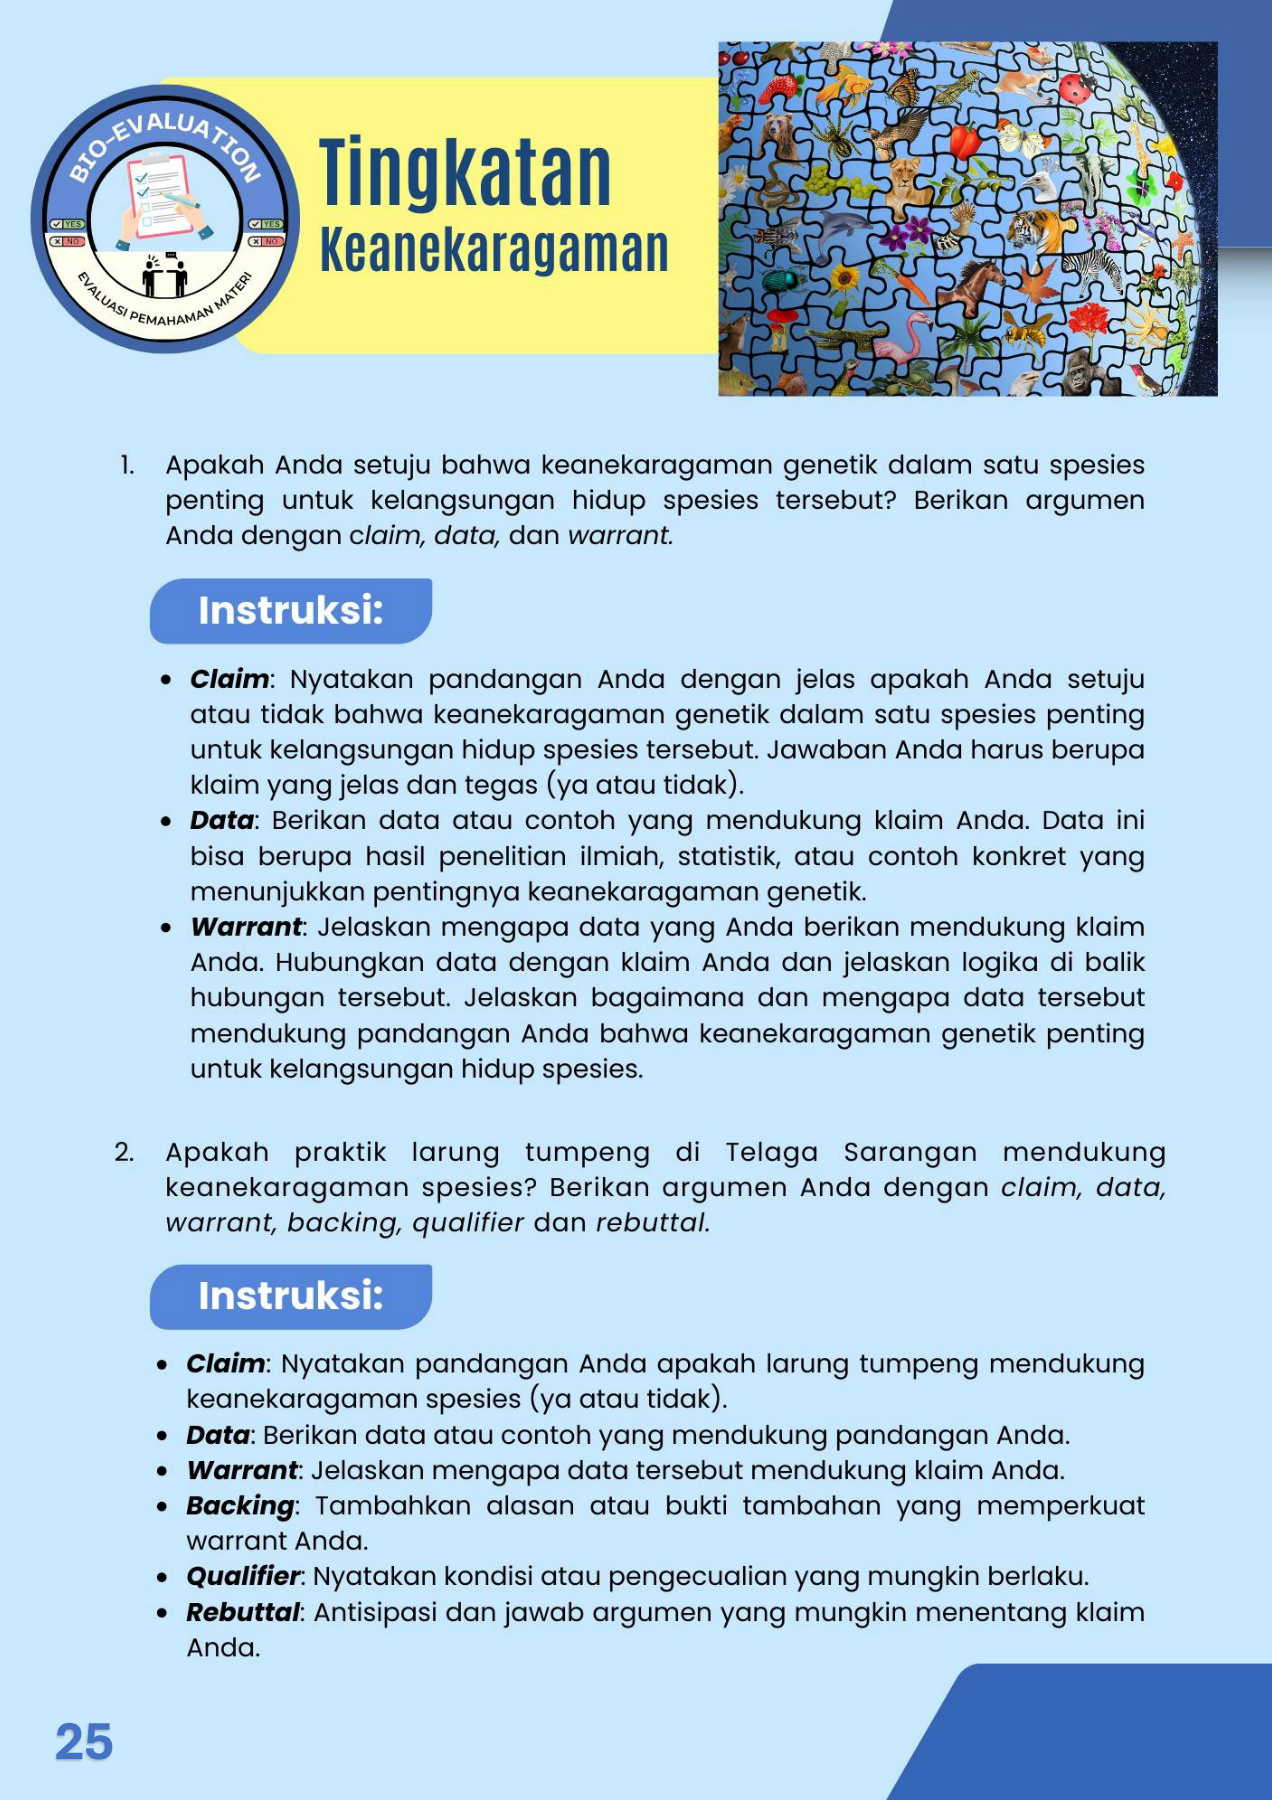 BIO-EVALUATION
YES
NO
YES
NO
EVALUASI PEMAHAMAN MATERI
Tingkatan
Keanekaragaman
1. Apakah Anda setuju bahwa keanekaragaman genetik dalam satu spesies
penting untuk kelangsungan hidup spesies tersebut? Berikan argumen
Anda dengan claim, data, dan warrant.
Instruksi:
• Claim: Nyatakan pandangan Anda dengan jelas apakah Anda setuju
atau tidak bahwa keanekaragaman genetik dalam satu spesies penting
untuk kelangsungan hidup spesies tersebut. Jawaban Anda harus berupa
klaim yang jelas dan tegas (ya atau tidak).
• Data: Berikan data atau contoh yang mendukung klaim Anda. Data ini
bisa berupa hasil penelitian ilmiah, statistik, atau contoh konkret yang
menunjukkan pentingnya keanekaragaman genetik.
• Warrant: Jelaskan mengapa data yang Anda berikan mendukung klaim
Anda. Hubungkan data dengan klaim Anda dan jelaskan logika di balik
hubungan tersebut. Jelaskan bagaimana dan mengapa data tersebut
mendukung pandangan Anda bahwa keanekaragaman genetik penting
untuk kelangsungan hidup spesies.
2. Apakah praktik larung tumpeng di Telaga Sarangan mendukung
keanekaragaman spesies? Berikan argumen Anda dengan claim, data,
warrant, backing, qualifier dan rebuttal.
Instruksi:
• Claim: Nyatakan pandangan Anda apakah larung tumpeng mendukung
keanekaragaman spesies (ya atau tidak).
• Data: Berikan data atau contoh yang mendukung pandangan Anda.
• Warrant: Jelaskan mengapa data tersebut mendukung klaim Anda.
• Backing: Tambahkan alasan atau bukti tambahan yang memperkuat
warrant Anda.
• Qualifier: Nyatakan kondisi atau pengecualian yang mungkin berlaku.
• Rebuttal: Antisipasi dan jawab argumen yang mungkin menentang klaim
Anda.
25